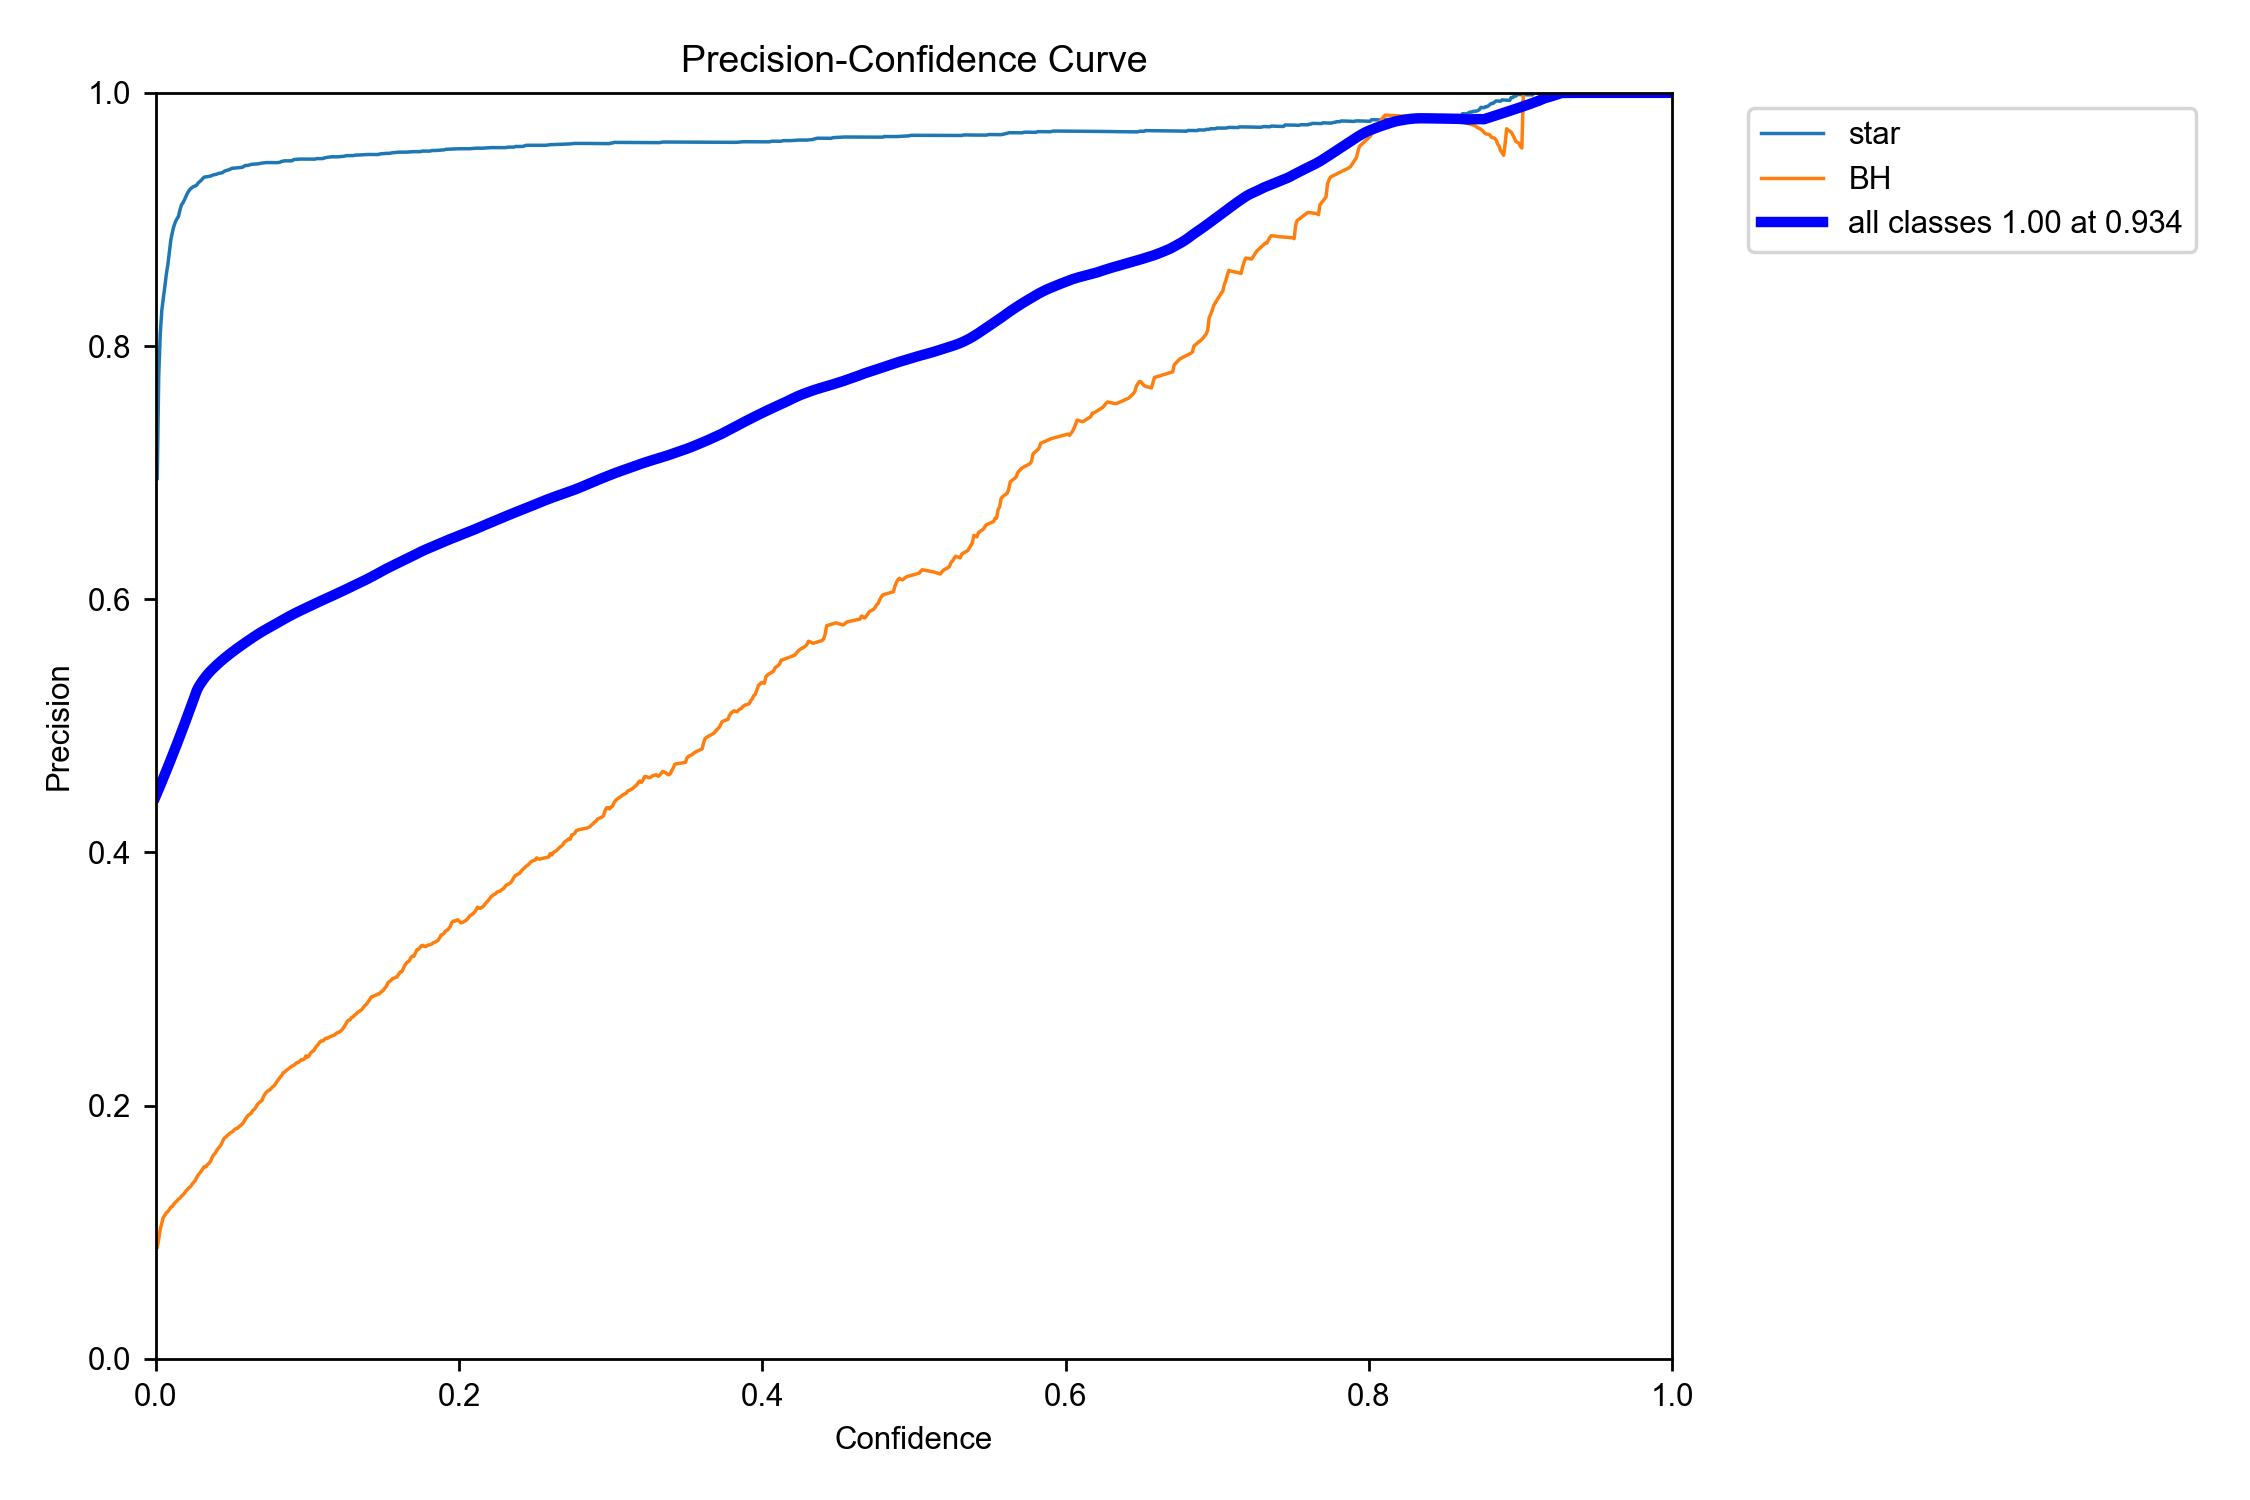 Precision-Confidence Curve
1.0
0.8
0.6
0.4
0.2
0.0
Precision
0.0 0.2 0.4 0.6 0.8 1.0
Confidence
star
BH
all classes 1.00 at 0.934